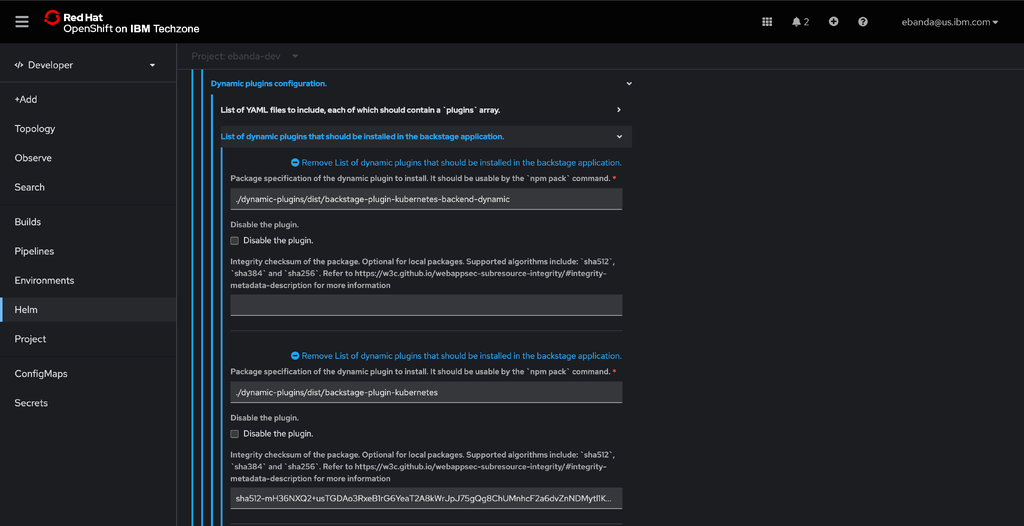 Red Hat
OpenShift on IBM Techzone
2
ebanda@us.ibm.com
Developer
+Add
Topology
Observe
Search
Builds
Pipelines
Environments
Helm
Project
ConfigMaps
Secrets
Project: ebanda-dev
Dynamic plugins configuration.
List of YAML files to include, each of which should contain a `plugins` array.
List of dynamic plugins that should be installed in the backstage application.
Remove List of dynamic plugins that should be installed in the backstage application.
Package specification of the dynamic plugin to install. It should be usable by the `npm pack` command. *
./dynamic-plugins/dist/backstage-plugin-kubernetes-backend-dynamic
Disable the plugin.
Disable the plugin.
Integrity checksum of the package. Optional for local packages. Supported algorithms include: `sha512`,
`sha384` and `sha256`. Refer to https://w3c.github.io/webappsec-subresource-integrity/#integrity-
metadata-description for more information
Remove List of dynamic plugins that should be installed in the backstage application.
Package specification of the dynamic plugin to install. It should be usable by the `npm pack` command. *
./dynamic-plugins/dist/backstage-plugin-kubernetes
Disable the plugin.
Disable the plugin.
Integrity checksum of the package. Optional for local packages. Supported algorithms include: `sha512`,
`sha384` and `sha256`. Refer to https://w3c.github.io/webappsec-subresource-integrity/#integrity-
metadata-description for more information
sha512-mH36NXQ2+usTGDAo3RxeB1rG6YeaT2A8kWrJpJ75gQg8ChUMnhcF2a6dvZnNDMytl1K...